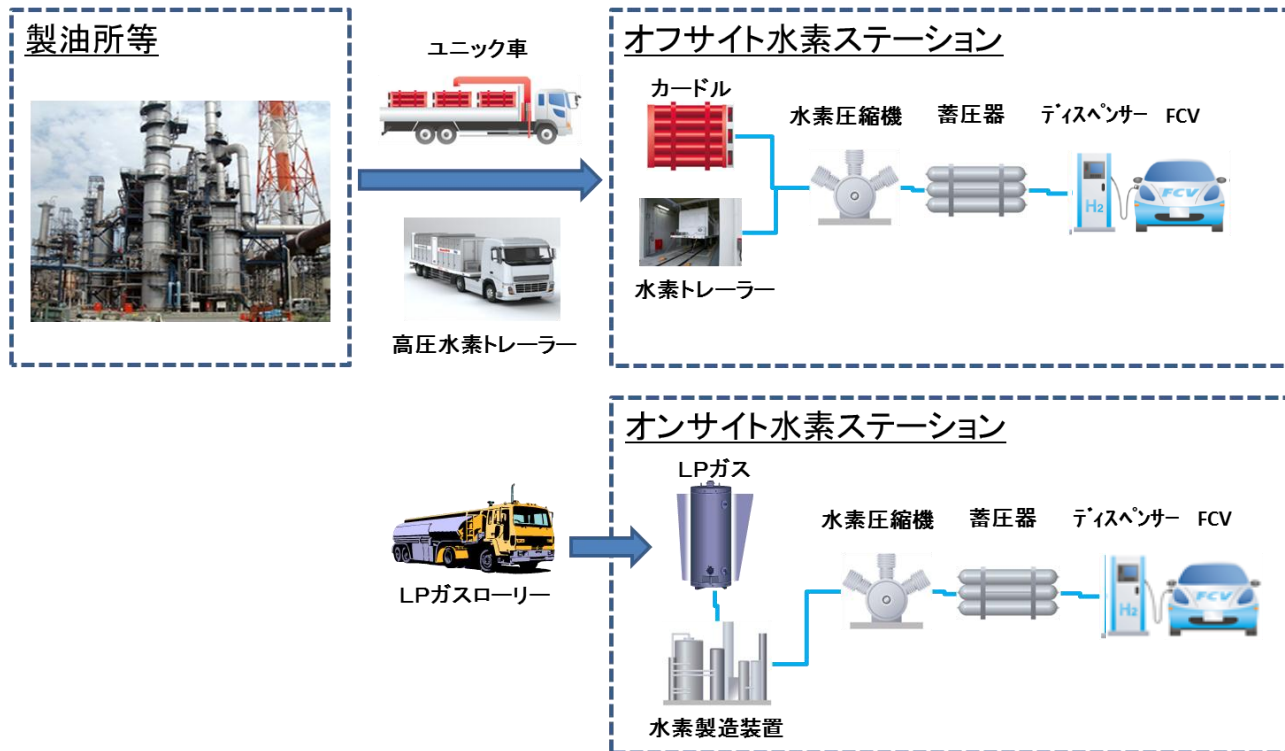 製油所等
ユニック車
高圧水素トレーラー
オフサイト水素ステーション
カードル
水素圧縮機
蓄圧器
ディスペンサー
FCV
H2
FCV
水素トレーラー
オンサイト水素ステーション
LPガスローリー
LPガス
水素圧縮機
蓄圧器
ディスペンサー
FCV
H2
FCV
水素製造装置